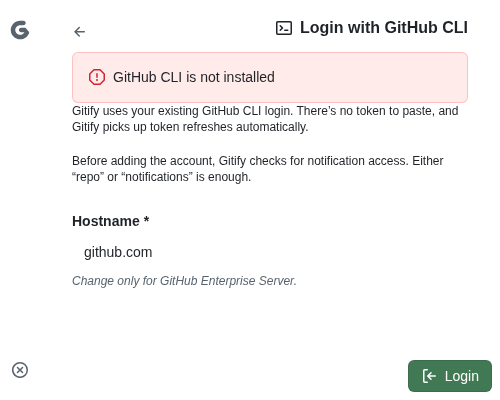 Login with GitHub CLI
GitHub CLI is not installed
Gitify uses your existing GitHub CLI login. There’s no token to paste, and
Gitify picks up token refreshes automatically.
Before adding the account, Gitify checks for notification access. Either
“repo” or “notifications” is enough.
Hostname *
github.com
Change only for GitHub Enterprise Server.
Login